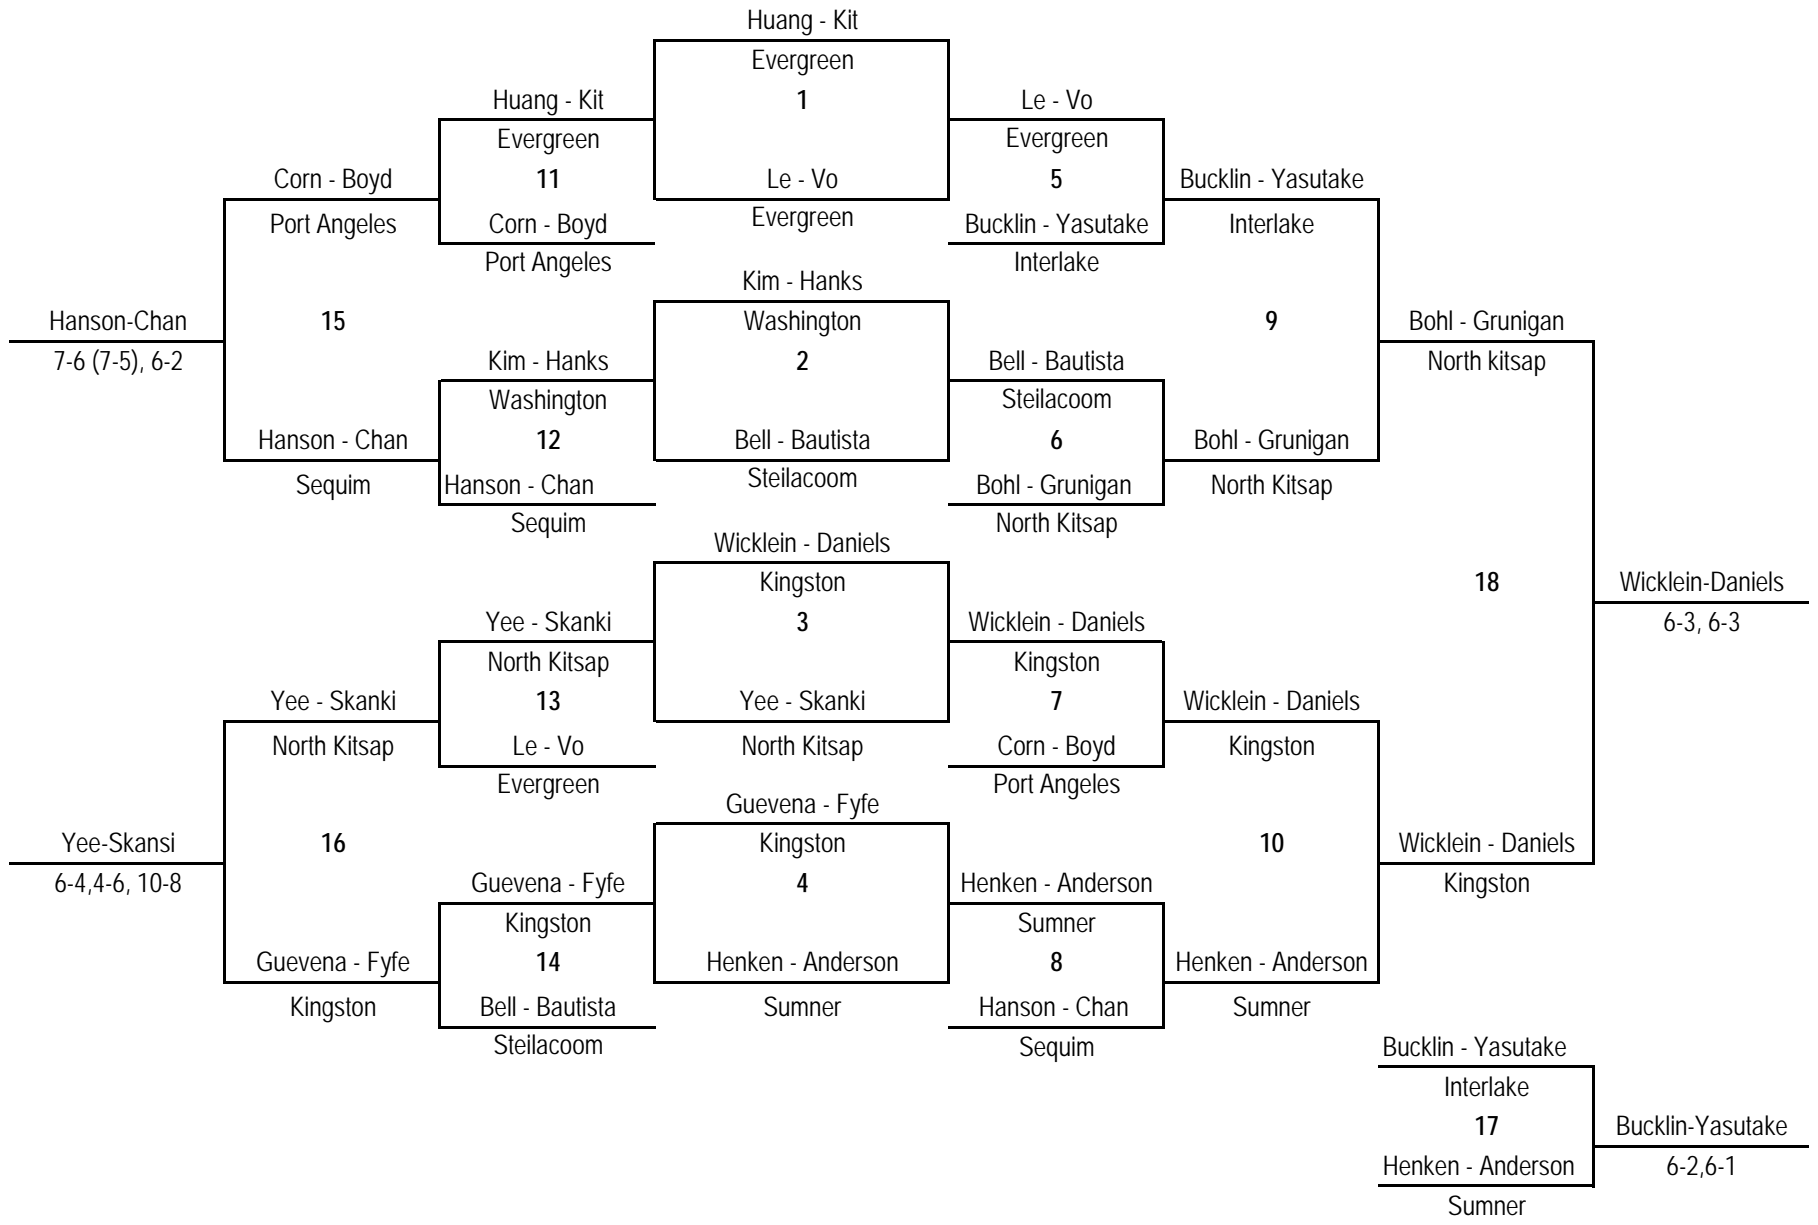 Huang - Kit
Evergreen
Huang - Kit
1
Le - Vo
Evergreen
Evergreen
Corn - Boyd
11
Le - Vo
5
Bucklin - Yasutake
Port Angeles
Corn - Boyd
Evergreen
Bucklin - Yasutake
Interlake
Port Angeles
Interlake
Kim - Hanks
Hanson-Chan
15
Washington
9
Bohl - Grunigan
7-6 (7-5), 6-2
Kim - Hanks
2
Bell - Bautista
North kitsap
Washington
Steilacoom
Hanson - Chan
12
Bell - Bautista
6
Bohl - Grunigan
Sequim
Hanson - Chan
Steilacoom
Bohl - Grunigan
North Kitsap
Sequim
North Kitsap
Wicklein - Daniels
Kingston
18
Wicklein-Daniels
Yee - Skanki
3
Wicklein - Daniels
6-3, 6-3
North Kitsap
Kingston
Yee - Skanki
13
Yee - Skanki
7
Wicklein - Daniels
North Kitsap
Le - Vo
North Kitsap
Corn - Boyd
Kingston
Evergreen
Port Angeles
Guevena - Fyfe
Yee-Skansi
16
Kingston
10
Wicklein - Daniels
6-4,4-6, 10-8
Guevena - Fyfe
4
Henken - Anderson
Kingston
Kingston
Sumner
Guevena - Fyfe
14
Henken - Anderson
8
Henken - Anderson
Kingston
Bell - Bautista
Sumner
Hanson - Chan
Sumner
Steilacoom
Sequim
Bucklin - Yasutake
Interlake
17
Bucklin-Yasutake
Henken - Anderson
6-2,6-1
Sumner